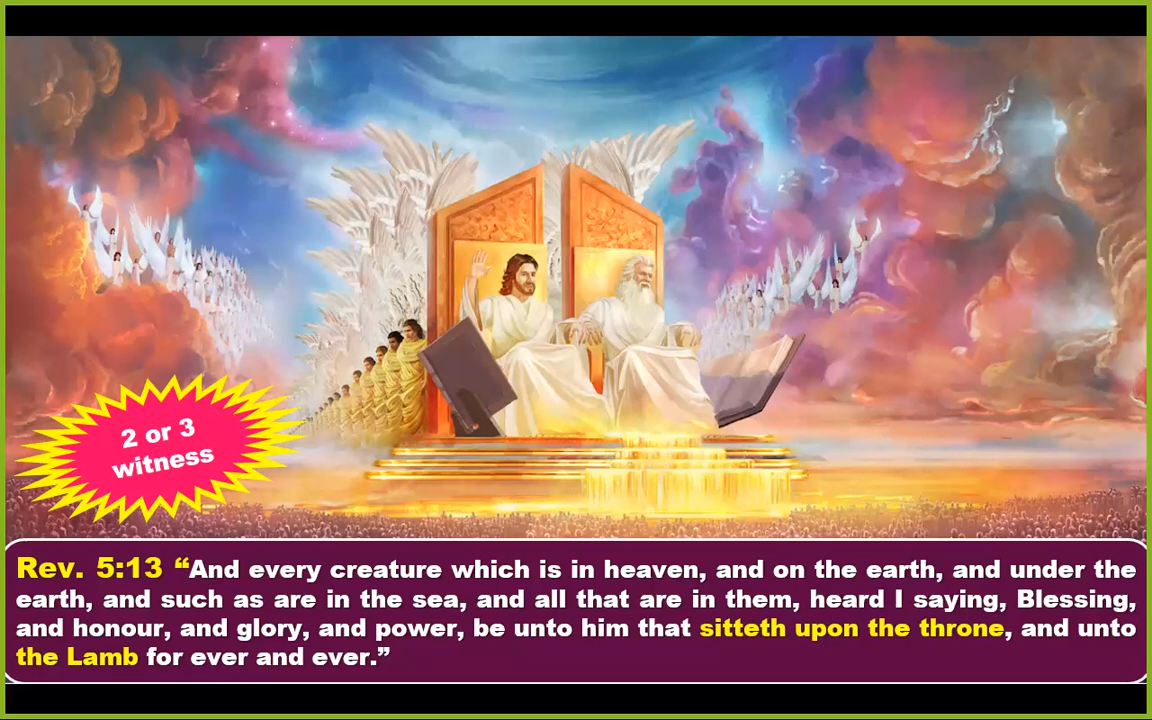 2 or 3
witness
Rev. 5:13 “And every creature which is in heaven, and on the earth, and under the
earth, and such as are in the sea, and all that are in them, heard I saying, Blessing,
and honour, and glory, and power, be unto him that sitteth upon the throne, and unto
the Lamb for ever and ever.”